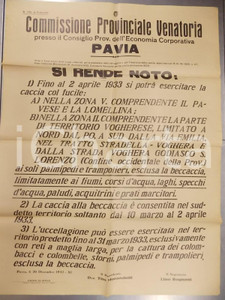 Commissione Provinciale Venatoria
presso il Consiglio Prov. dell'Economia Corporativa
PAVIA
SI RENDE NOTO:
1) Fino al 2 aprile 1933 si potrà esercitare la
caccia col fucile:
A) NELLA ZONA V. COMPRENDENTE IL PA-
VESE E LA LOMELLINA;
B) NELLA ZONA II. COMPRENDENTE LA PARTE
DI TERRITORIO VOGHERESE, LIMITATO A
NORD DAL PO, A SUD DALLA VIA EMILIA
NEL TRATTO STRADELLA VOGHERA E
DALLA STRADA VOGHERA GODIASCO S.
LORENZO (Confine occidentale della Prov.)
ai soli palmipedi e trampolieri, esclusa la beccaccia,
limitatamente ai fiumi, corsi d'acqua, laghi, specchi
d'acqua, paludi, acquitrini e prati marcitori.
2) La caccia alla beccaccia è consentita sul sud-
detto territorio soltanto dal 10 marzo al 2 aprile
1933.
3) L'uccellagione può essere esercitata nel ter-
ritorio predetto fino al 31 marzo 1933, esclusivamente
con reti a maglia larga, per la cattura dei colom-
bacci e colombelle, storni, palmipedi e trampolieri,
esclusa la beccaccia.